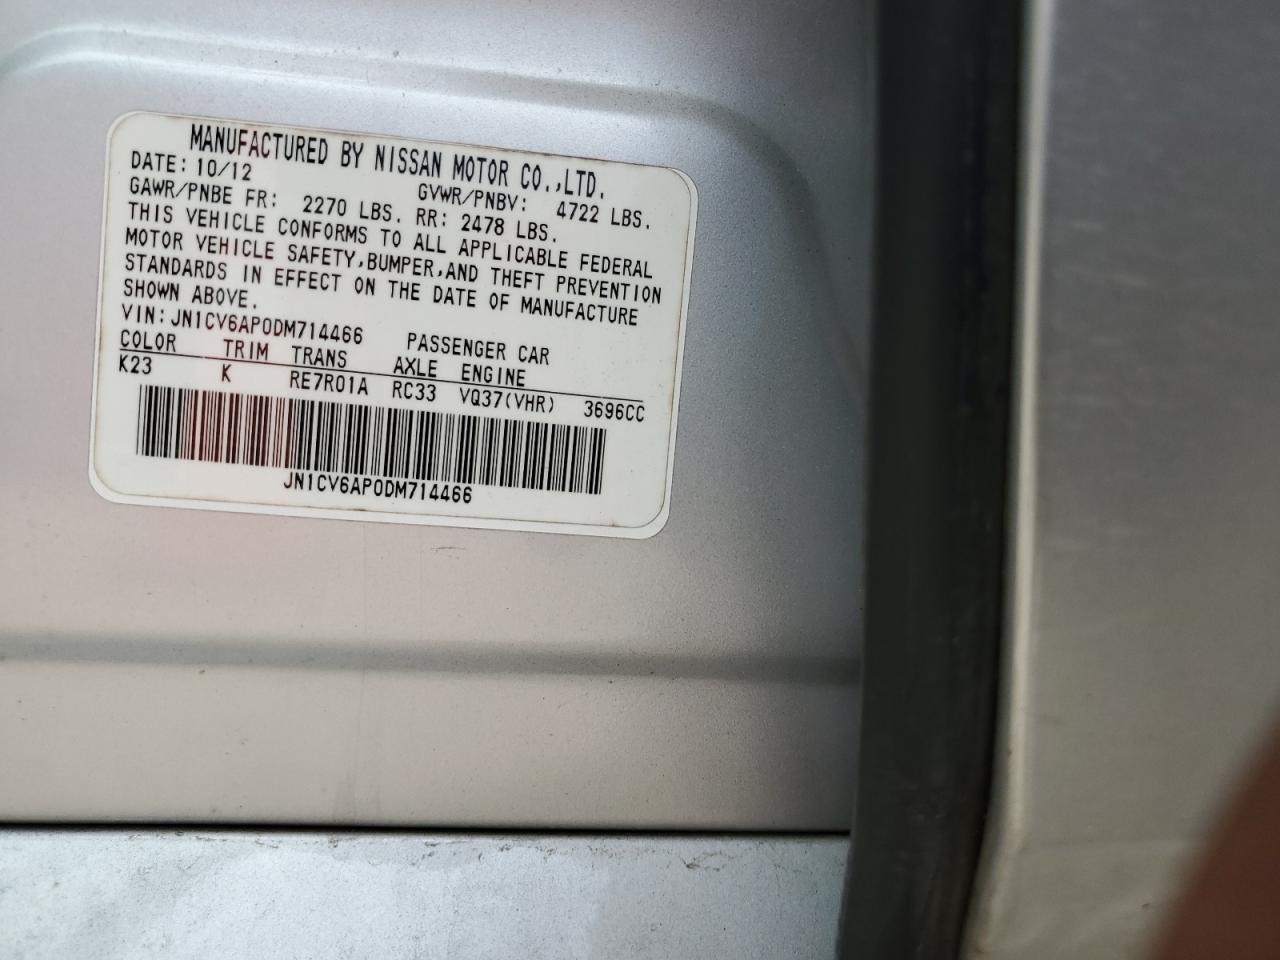 MANUFACTURED BY NISSAN MOTOR CO.,LTD.
DATE: 10/12 GVWR/PNBV: 4722 LBS.
GAWR/PNBE FR: 2270 LBS. RR: 2478 LBS.
THIS VEHICLE CONFORMS TO ALL APPLICABLE FEDERAL
MOTOR VEHICLE SAFETY,BUMPER,AND THEFT PREVENTION
STANDARDS IN EFFECT ON THE DATE OF MANUFACTURE
SHOWN ABOVE.
VIN:JN1CV6AP0DM714466 PASSENGER CAR
COLOR TRIM TRANS AXLE ENGINE
K23 K RE7R01A RC33 VQ37(VHR) 3696CC
JN1CV6AP0DM714466